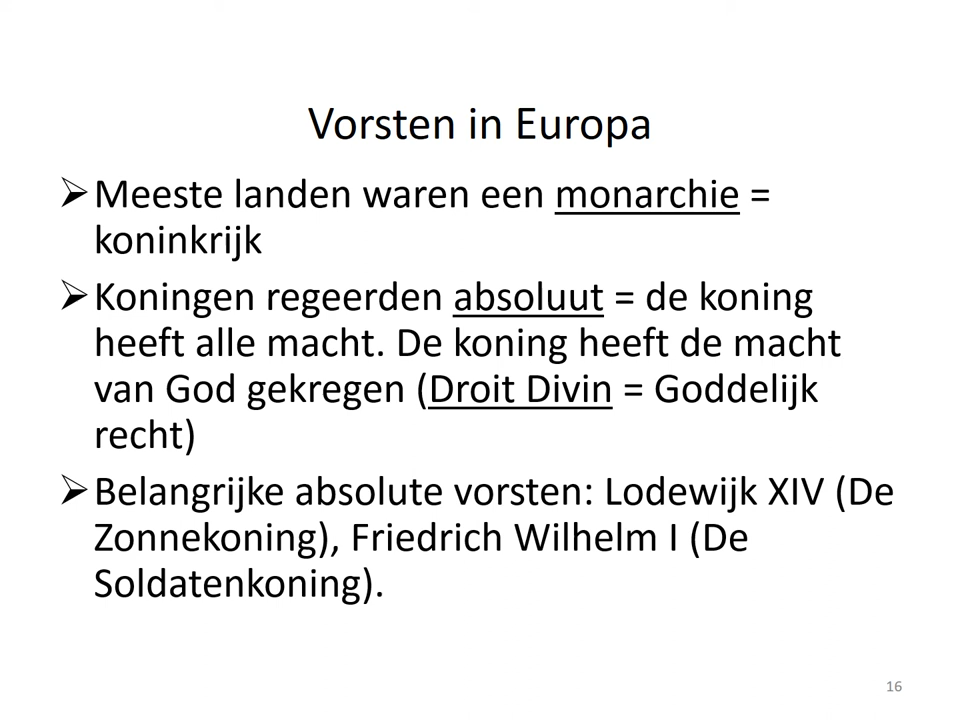 Vorsten in Europa
➢ Meeste landen waren een monarchie =
koninkrijk
➢ Koningen regeerden absoluut = de koning
heeft alle macht. De koning heeft de macht
van God gekregen (Droit Divin = Goddelijk
recht)
➢ Belangrijke absolute vorsten: Lodewijk XIV (De
Zonnekoning), Friedrich Wilhelm I (De
Soldatenkoning).
16